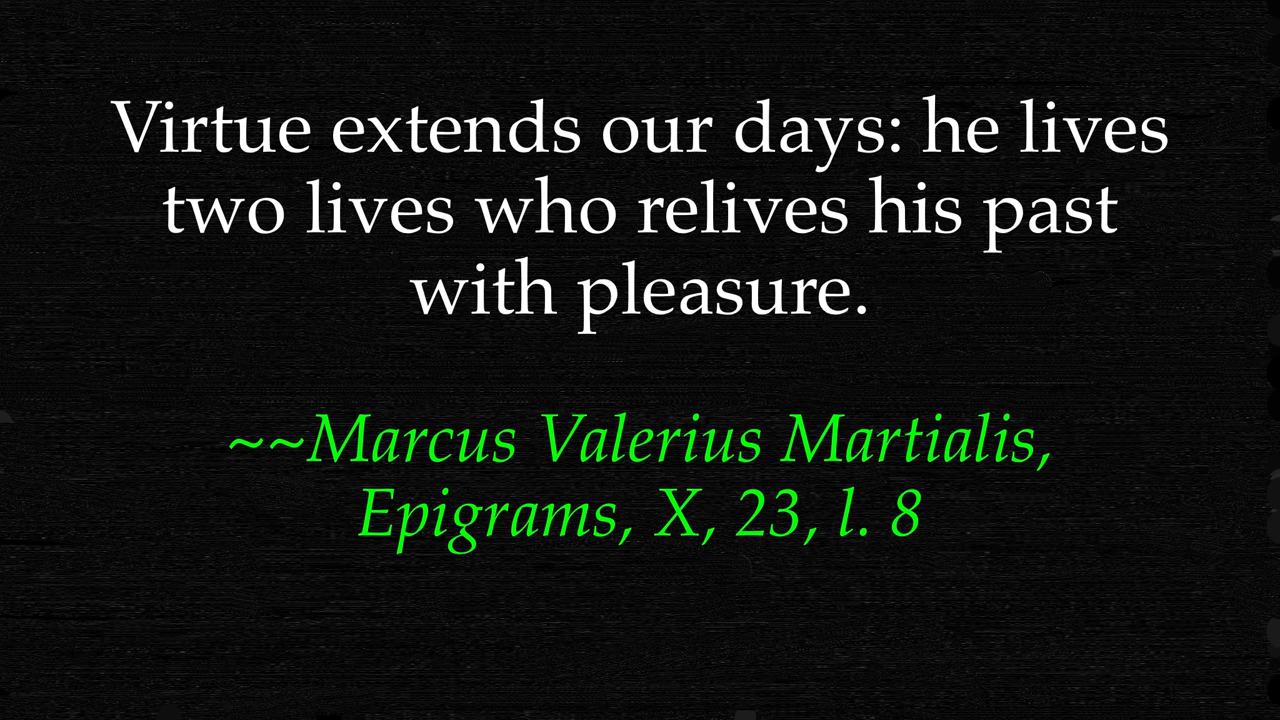 Virtue extends our days: he lives
two lives who relives his past
with pleasure.
~~Marcus Valerius Martialis,
Epigrams, X, 23, l. 8